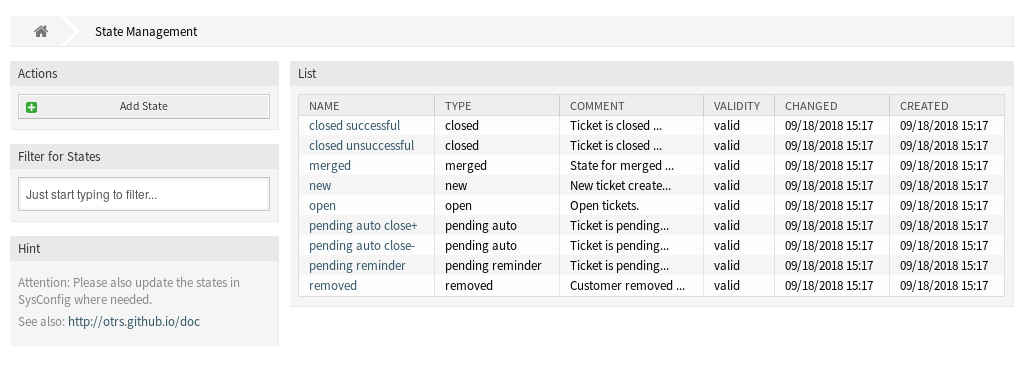 State Management
Actions
Add State
Filter for States
Just start typing to filter...
Hint
Attention: Please also update the states in
SysConfig where needed.
See also: http://otrs.github.io/doc
List
NAME TYPE COMMENT VALIDITY CHANGED CREATED
closed successful closed Ticket is closed ... valid 09/18/2018 15:17 09/18/2018 15:17
closed unsuccessful closed Ticket is closed ... valid 09/18/2018 15:17 09/18/2018 15:17
merged merged State for merged ... valid 09/18/2018 15:17 09/18/2018 15:17
new new New ticket create... valid 09/18/2018 15:17 09/18/2018 15:17
open open Open tickets. valid 09/18/2018 15:17 09/18/2018 15:17
pending auto close+ pending auto Ticket is pending... valid 09/18/2018 15:17 09/18/2018 15:17
pending auto close- pending auto Ticket is pending... valid 09/18/2018 15:17 09/18/2018 15:17
pending reminder pending reminder Ticket is pending... valid 09/18/2018 15:17 09/18/2018 15:17
removed removed Customer removed ... valid 09/18/2018 15:17 09/18/2018 15:17